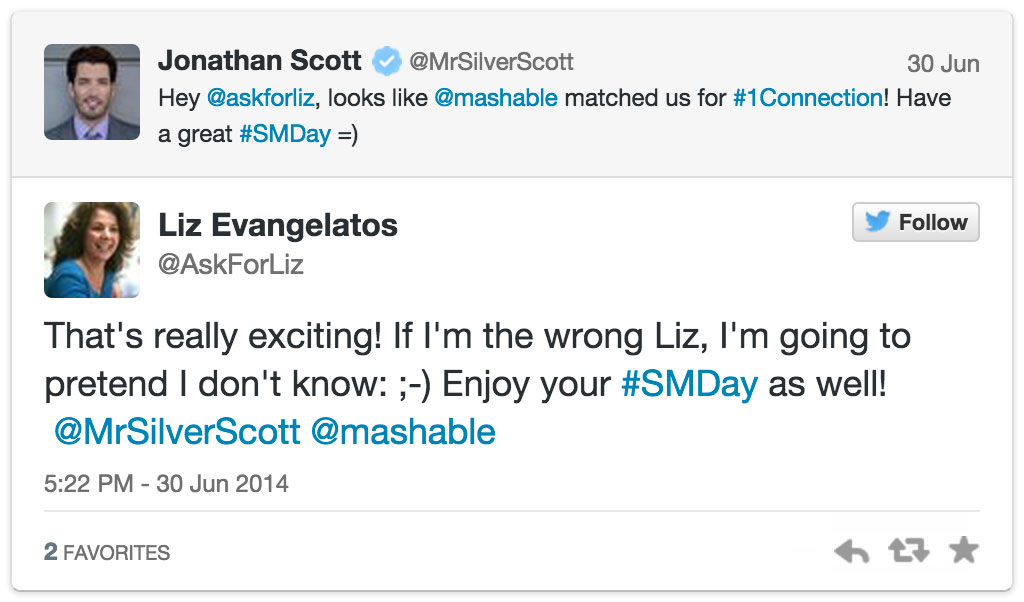 Jonathan Scott @MrSilverScott 30 Jun
Hey @askforliz, looks like @mashable matched us for #1Connection! Have
a great #SMDay =)
Liz Evangelatos Follow
@AskForLiz
That's really exciting! If I'm the wrong Liz, I'm going to
pretend I don't know: ;-) Enjoy your #SMDay as well!
@MrSilverScott @mashable
5:22 PM - 30 Jun 2014
2 FAVORITES